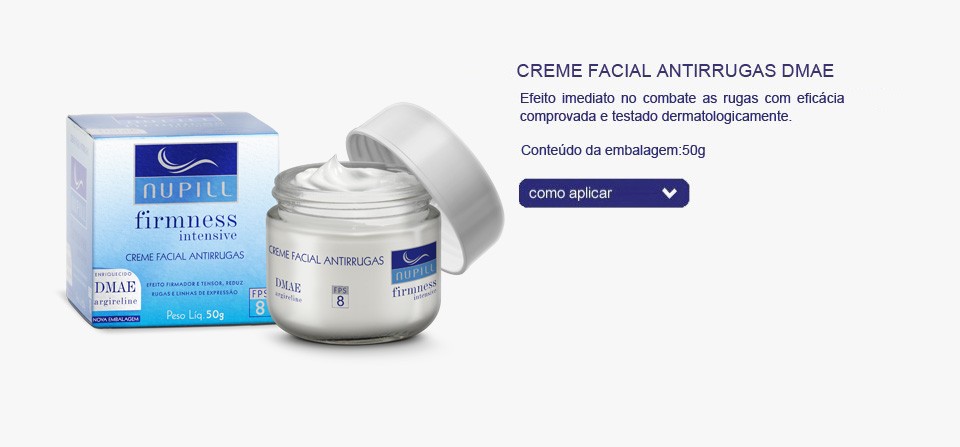 CREME FACIAL ANTIRRUGAS DMAE
Efeito imediato no combate as rugas com eficácia
comprovada e testado dermatologicamente.
Conteúdo da embalagem:50g
como aplicar
NUPILL
firmness
intensive
CREME FACIAL ANTIRRUGAS
ENRIQUECIDO
DMAE
argireline
NOVA EMBALAGEM
EFEITO FIRMADOR E TENSOR, REDUZ
RUGAS E LINHAS DE EXPRESSÃO
FPS
8
Peso Líq. 50g
CREME FACIAL ANTIRRUGAS
DMAE
argireline
FPS
8
NUPILL
firmness
intensive